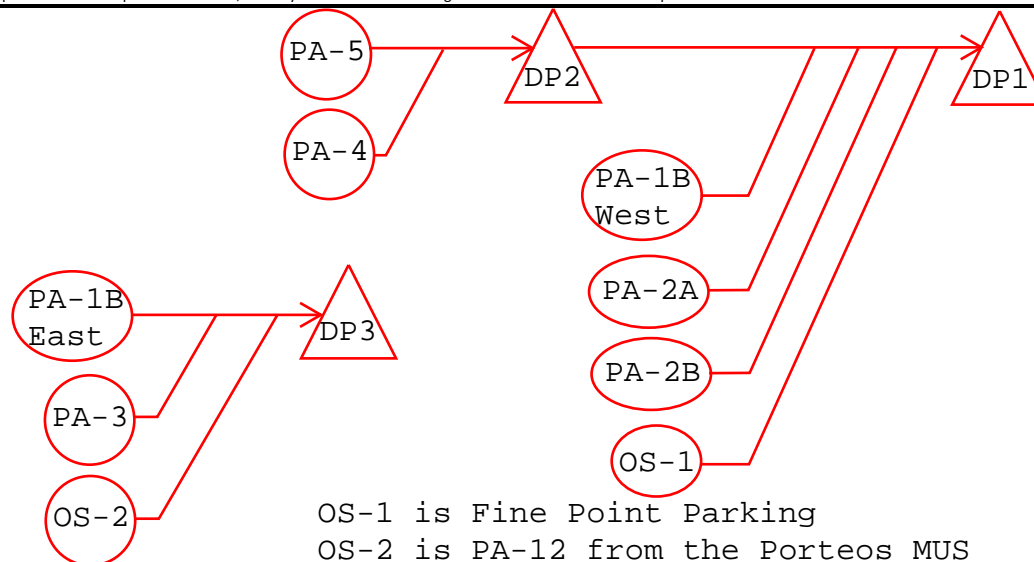 PA-5
DP2
DP1
PA-4
PA-1B
West
PA-2A
PA-2B
OS-1
PA-1B
East
DP3
PA-3
OS-2
OS-1 is Fine Point Parking
OS-2 is PA-12 from the Porteos MUS